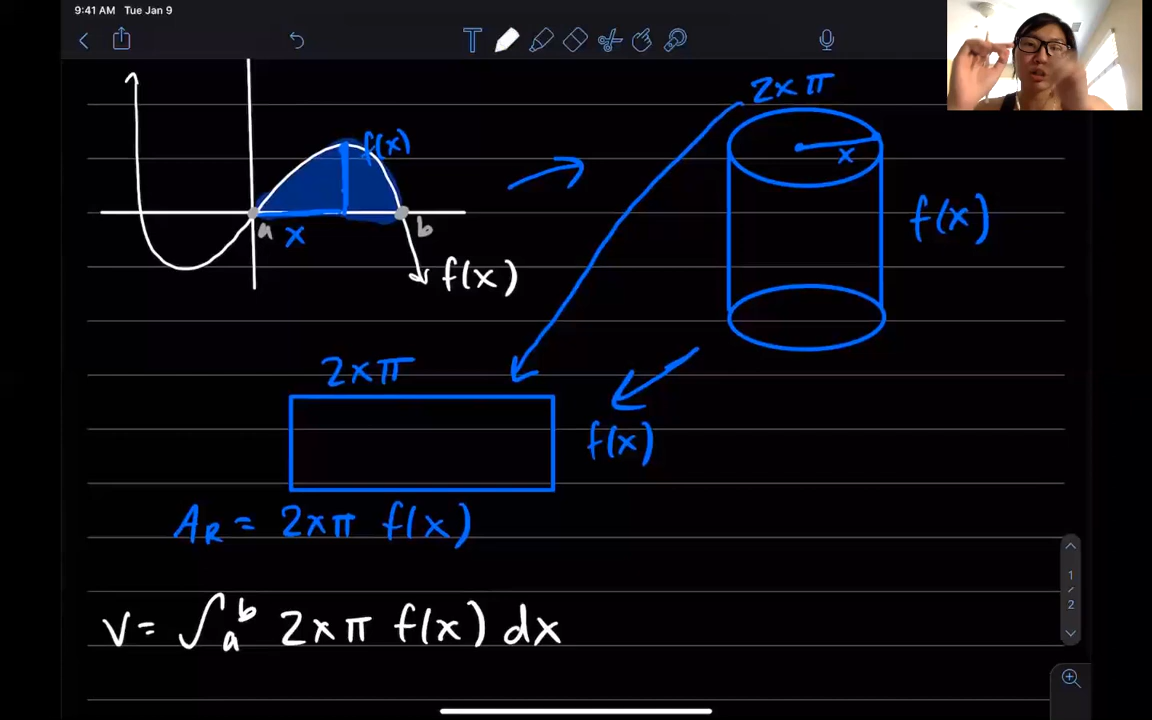 9:41 AM Tue Jan 9
2xπ
f(x)
x
f(x)
a
x
b
f(x)
2xπ
f(x)
A_R = 2xπ f(x)
1
/
2
V = ∫_a^b 2xπ f(x) dx